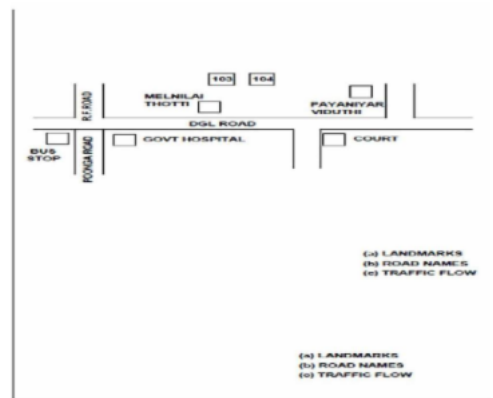 103 104
MELNILAI
THOTTI
PAYANIYAR
VIDUTHI
R.F.ROAD
DGL ROAD
BUS
STOP
POONGA ROAD
GOVT HOSPITAL
COURT
(a) LANDMARKS
(b) ROAD NAMES
(c) TRAFFIC FLOW
(a) LANDMARKS
(b) ROAD NAMES
(c) TRAFFIC FLOW